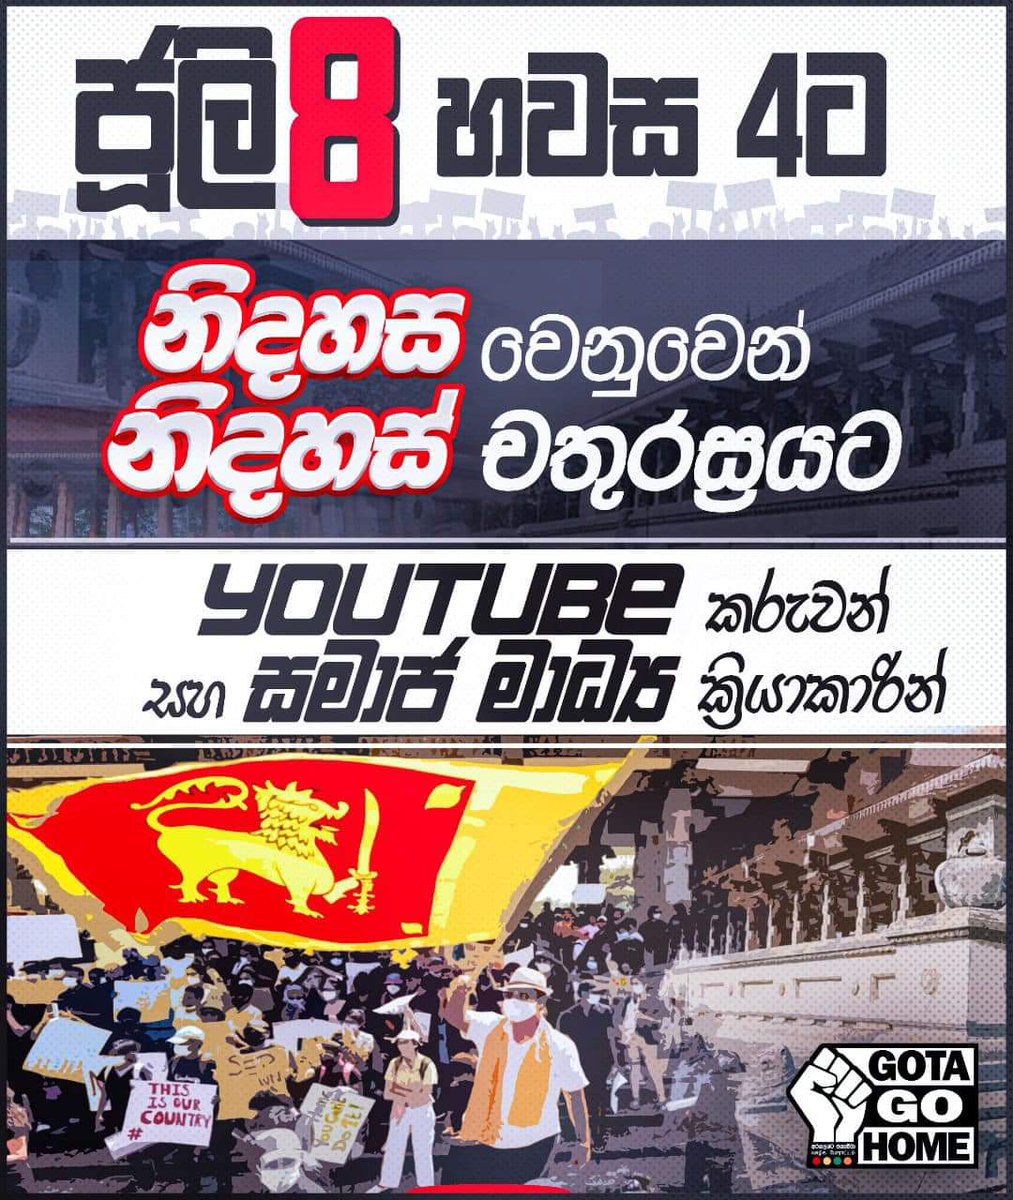 ජූලි 8 හවස 4ට
නිදහස වෙනුවෙන්
නිදහස් චතුරස්‍රයට
YOUTUBE කරුවන්
සහ සමාජ මාධ්‍ය ක්‍රියාකාරීන්
THIS
IS OUR
COUNTRY
#
GOTA
GO
HOME